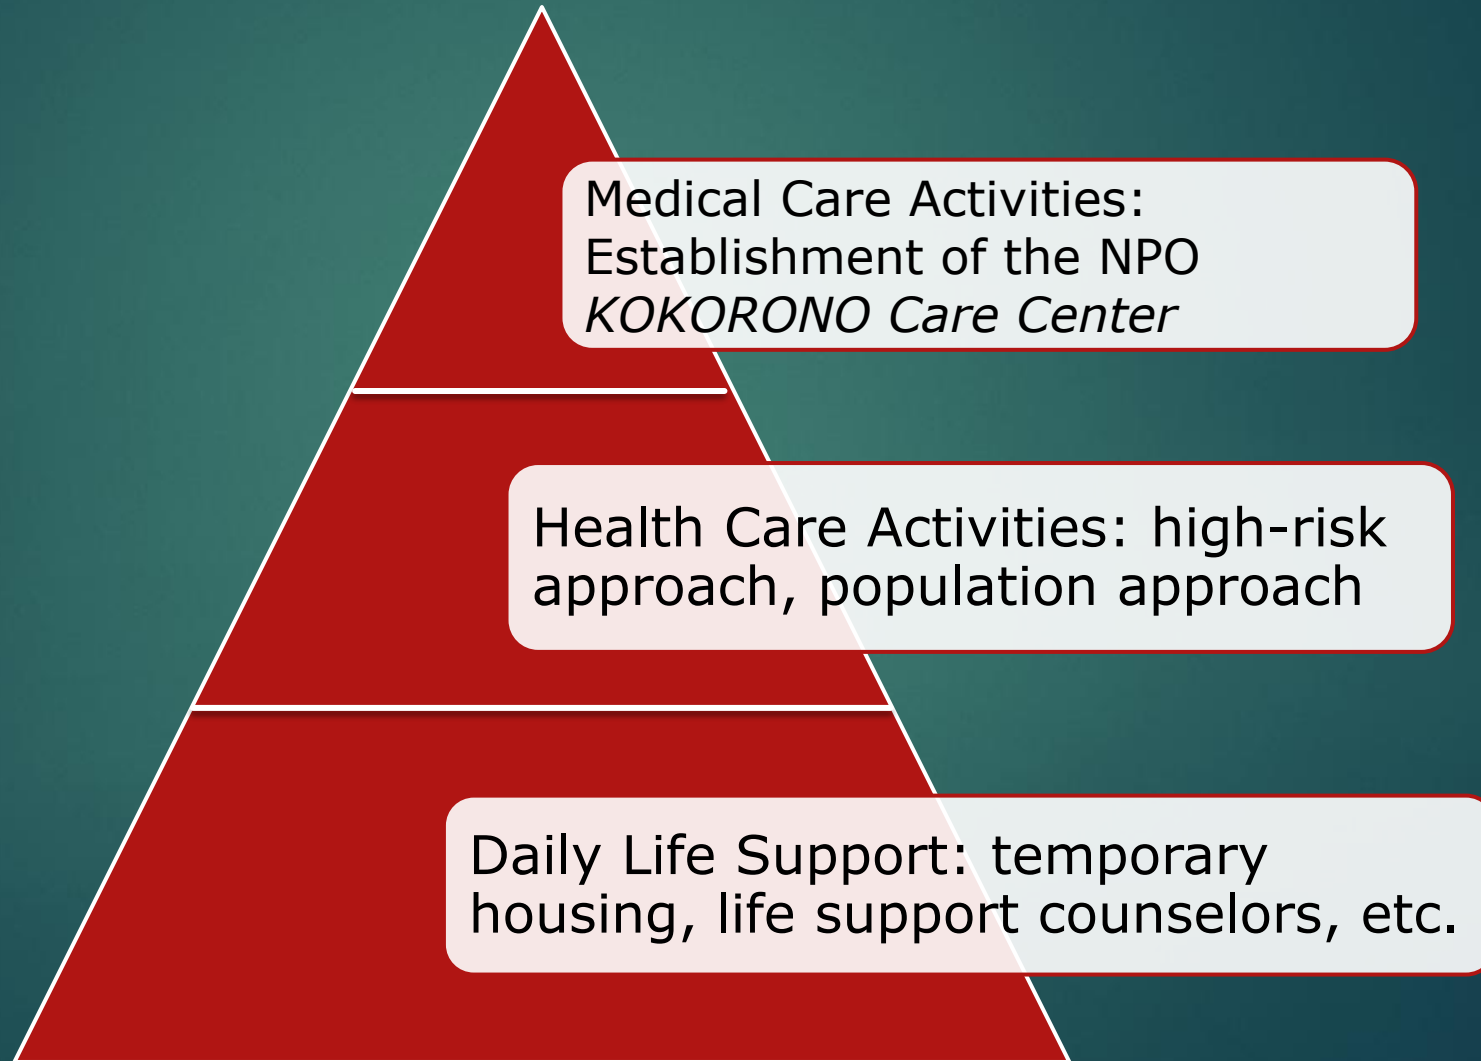 Medical Care Activities:
Establishment of the NPO
KOKORONO Care Center
Health Care Activities: high-risk
approach, population approach
Daily Life Support: temporary
housing, life support counselors, etc.